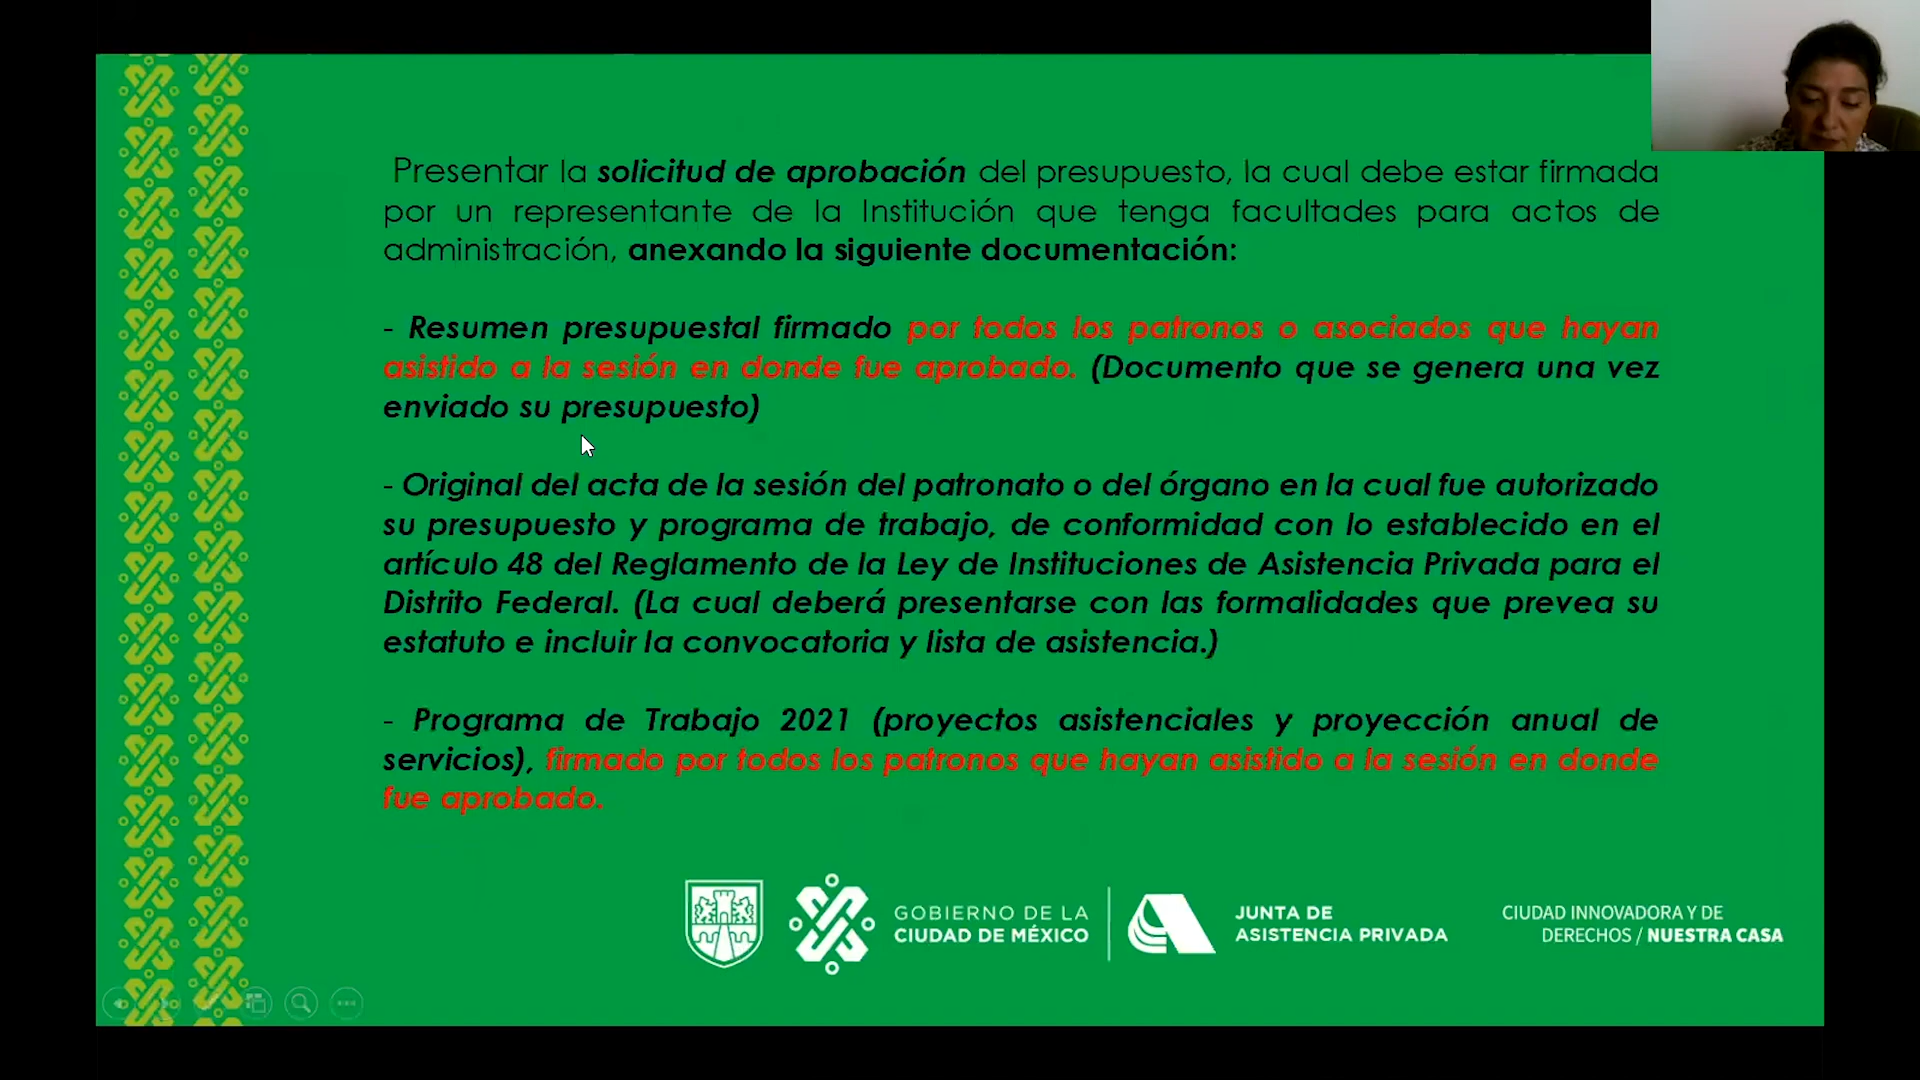 Presentar la solicitud de aprobación del presupuesto, la cual debe estar firmada
por un representante de la Institución que tenga facultades para actos de
administración, anexando la siguiente documentación:
- Resumen presupuestal firmado por todos los patronos o asociados que hayan
asistido a la sesión en donde fue aprobado. (Documento que se genera una vez
enviado su presupuesto)
- Original del acta de la sesión del patronato o del órgano en la cual fue autorizado
su presupuesto y programa de trabajo, de conformidad con lo establecido en el
artículo 48 del Reglamento de la Ley de Instituciones de Asistencia Privada para el
Distrito Federal. (La cual deberá presentarse con las formalidades que prevea su
estatuto e incluir la convocatoria y lista de asistencia.)
- Programa de Trabajo 2021 (proyectos asistenciales y proyección anual de
servicios), firmado por todos los patronos que hayan asistido a la sesión en donde
fue aprobado.
GOBIERNO DE LA
CIUDAD DE MÉXICO
JUNTA DE
ASISTENCIA PRIVADA
CIUDAD INNOVADORA Y DE
DERECHOS / NUESTRA CASA